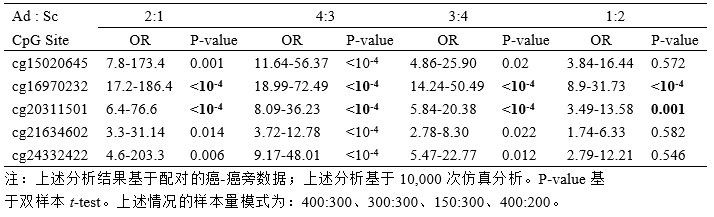 Ad : Sc 2:1 4:3 3:4 1:2
CpG Site OR P-value OR P-value OR P-value OR P-value
cg15020645 7.8-173.4 0.001 11.64-56.37 <10⁻⁴ 4.86-25.90 0.02 3.84-16.44 0.572
cg16970232 17.2-186.4 <10⁻⁴ 18.99-72.49 <10⁻⁴ 14.24-50.49 <10⁻⁴ 8.9-31.73 <10⁻⁴
cg20311501 6.4-76.6 <10⁻⁴ 8.09-36.23 <10⁻⁴ 5.84-20.38 <10⁻⁴ 3.49-13.58 0.001
cg21634602 3.3-31.14 0.014 3.72-12.78 <10⁻⁴ 2.78-8.30 0.022 1.74-6.33 0.582
cg24332422 4.6-203.3 0.006 9.17-48.01 <10⁻⁴ 5.47-22.77 0.012 2.79-12.21 0.546
注：上述分析结果基于配对的癌-癌旁数据；上述分析基于 10,000 次仿真分析。P-value 基
于双样本 t-test。上述情况的样本量模式为：400:300、300:300、150:300、400:200。